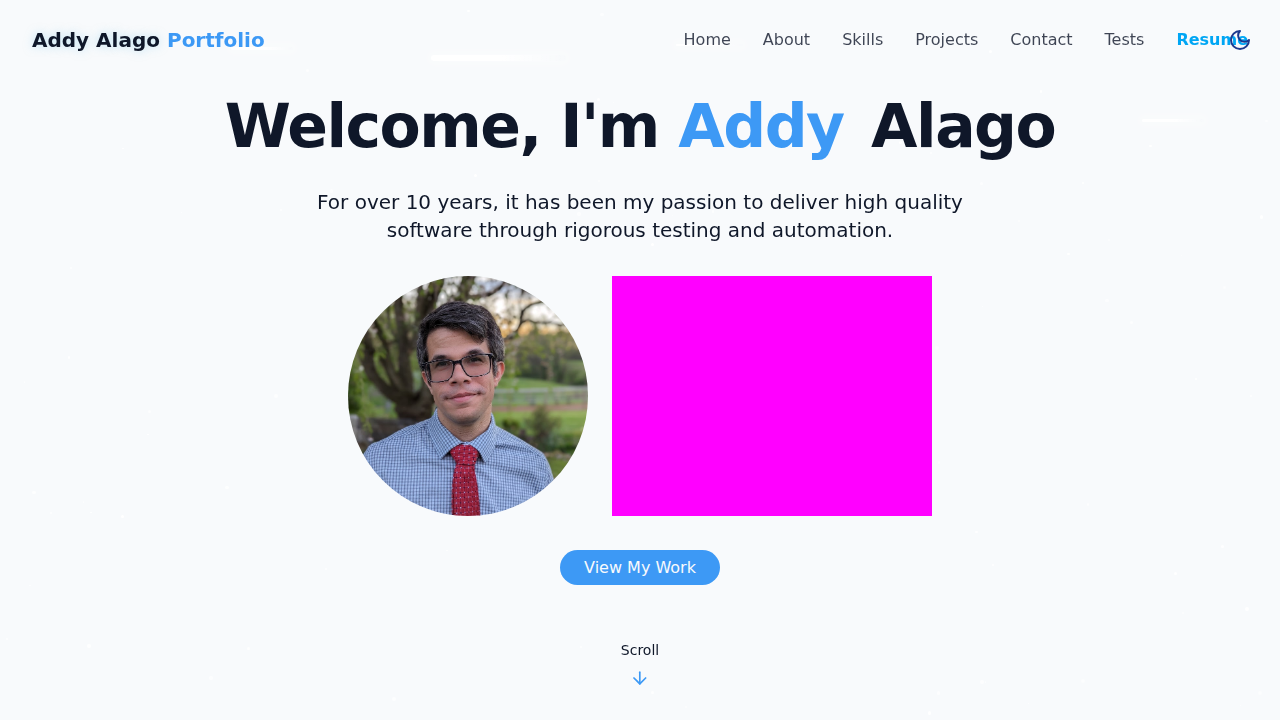 Addy Alago Portfolio
Home About Skills Projects Contact Tests Resume
Welcome, I'm Addy Alago
For over 10 years, it has been my passion to deliver high quality
software through rigorous testing and automation.
View My Work
Scroll